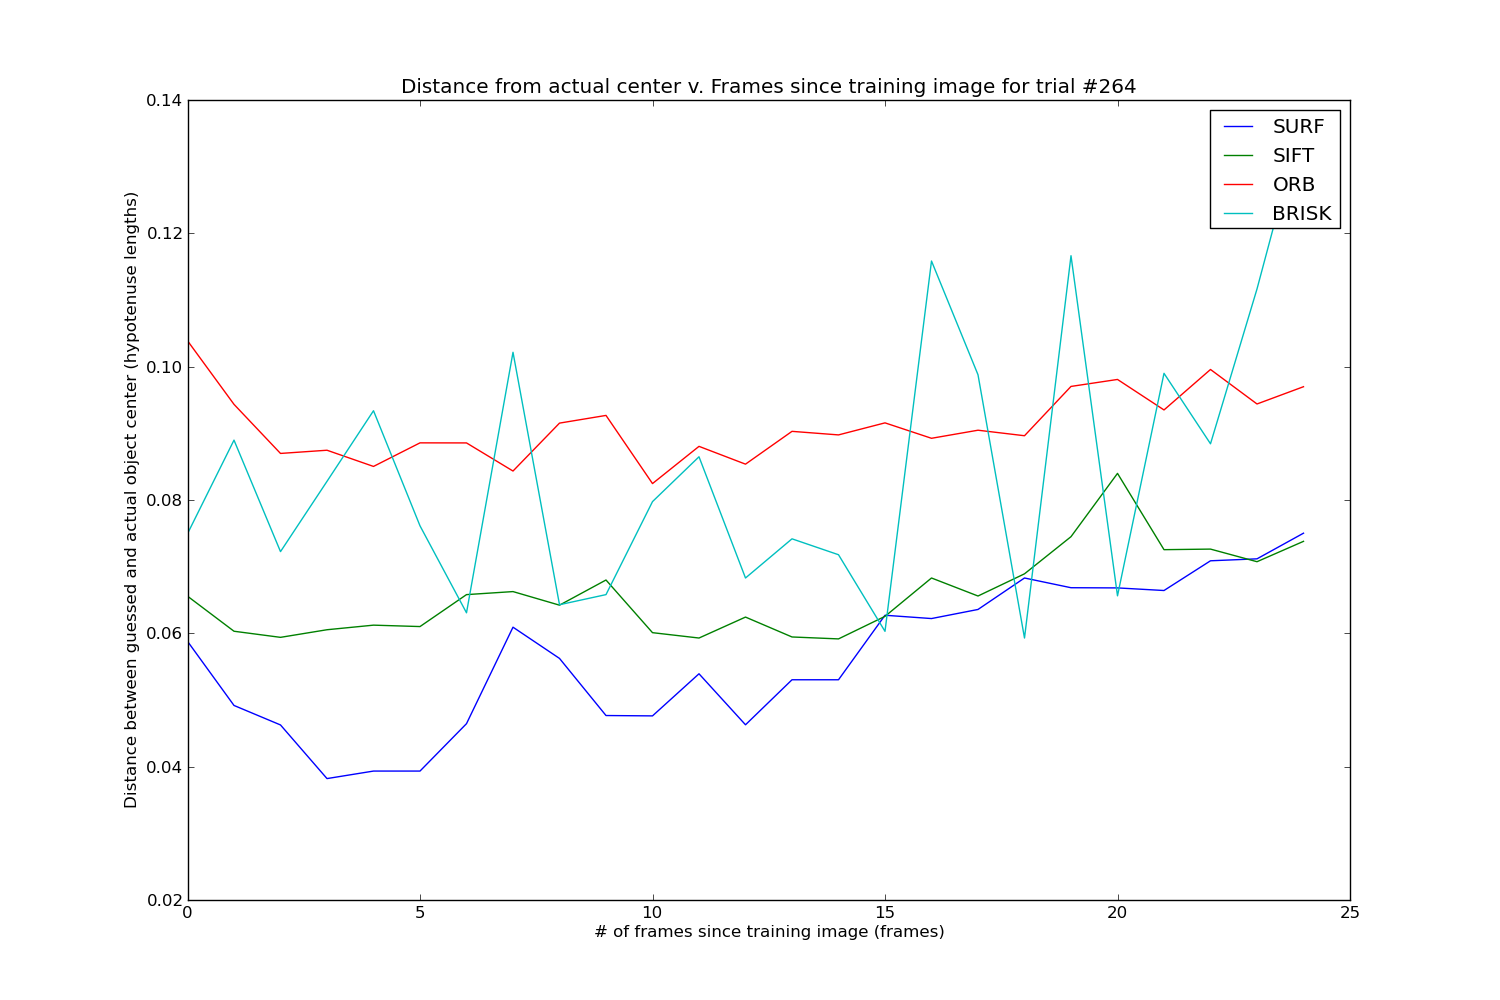 Distance from actual center v. Frames since training image for trial #264
Distance between guessed and actual object center (hypotenuse lengths)
0.14
0.12
0.10
0.08
0.06
0.04
0.02
SURF
SIFT
ORB
BRISK
0 5 10 15 20 25
# of frames since training image (frames)